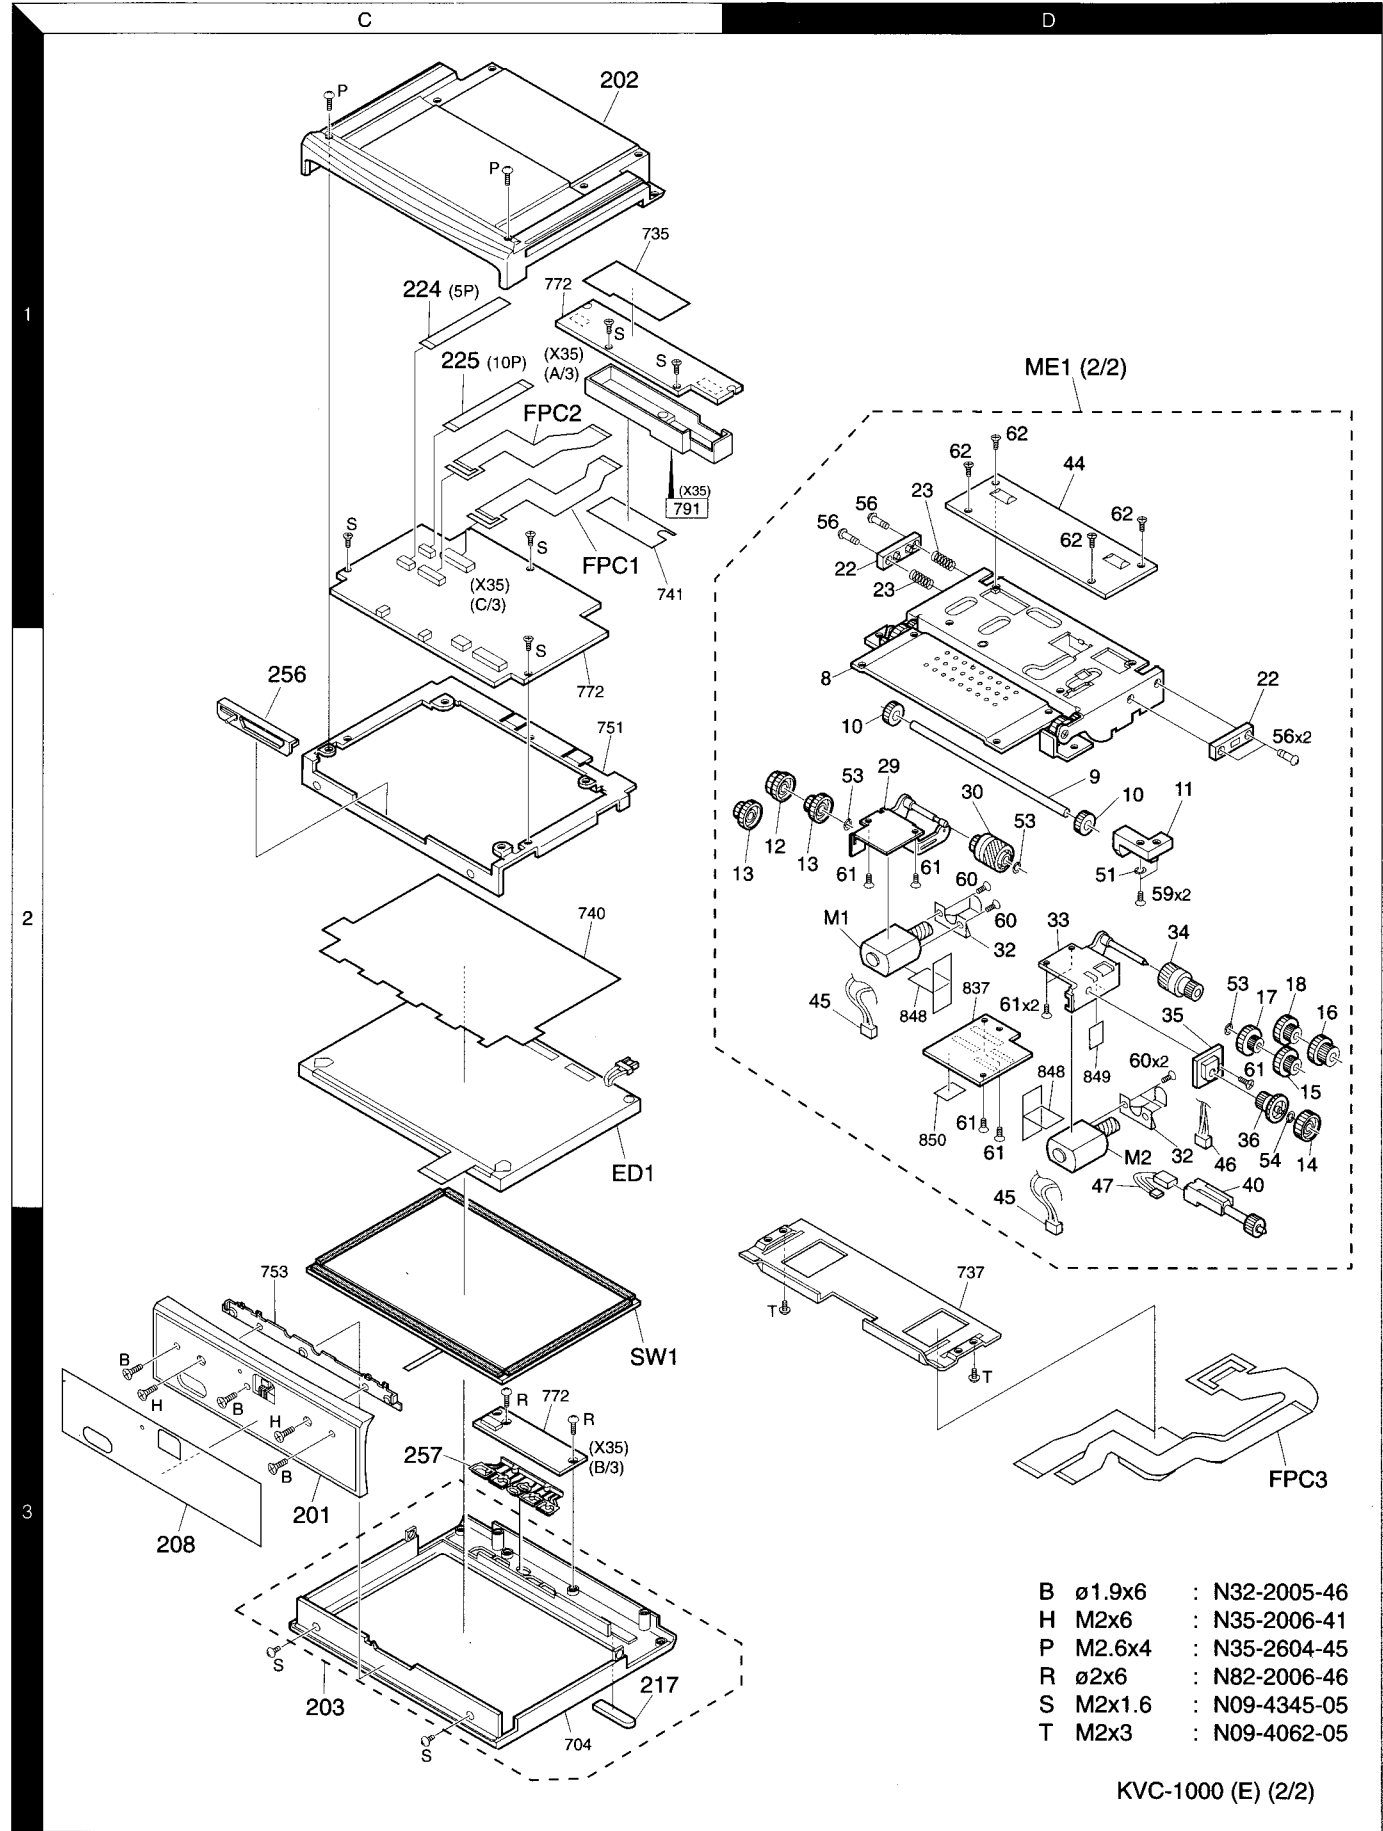 C
D
P
202
P
735
772
224 (5P)
S
1
225 (10P)
(X35)
(A/3)
S
ME1 (2/2)
FPC2
62
62
44
(X35)
791
23
56
56
62
62
S
S
FPC1
22
23
741
(X35)
(C/3)
S
8
256
772
22
751
10
56x2
9
29
53
30
10
11
53
12
13
13
61
61
51
59x2
60
2
740
M1
60
33
34
32
18
53
17
16
837
35
45
848
61x2
849
60x2
61
848
15
850
61
36
ED1
61
M2
32
46
54
14
47
40
45
753
737
T
SW1
B
T
R
772
H
B
R
H
(X35)
(B/3)
257
B
201
FPC3
3
208
B ø1.9x6 : N32-2005-46
H M2x6 : N35-2006-41
P M2.6x4 : N35-2604-45
R ø2x6 : N82-2006-46
S M2x1.6 : N09-4345-05
T M2x3 : N09-4062-05
S
217
203
704
S
KVC-1000 (E) (2/2)